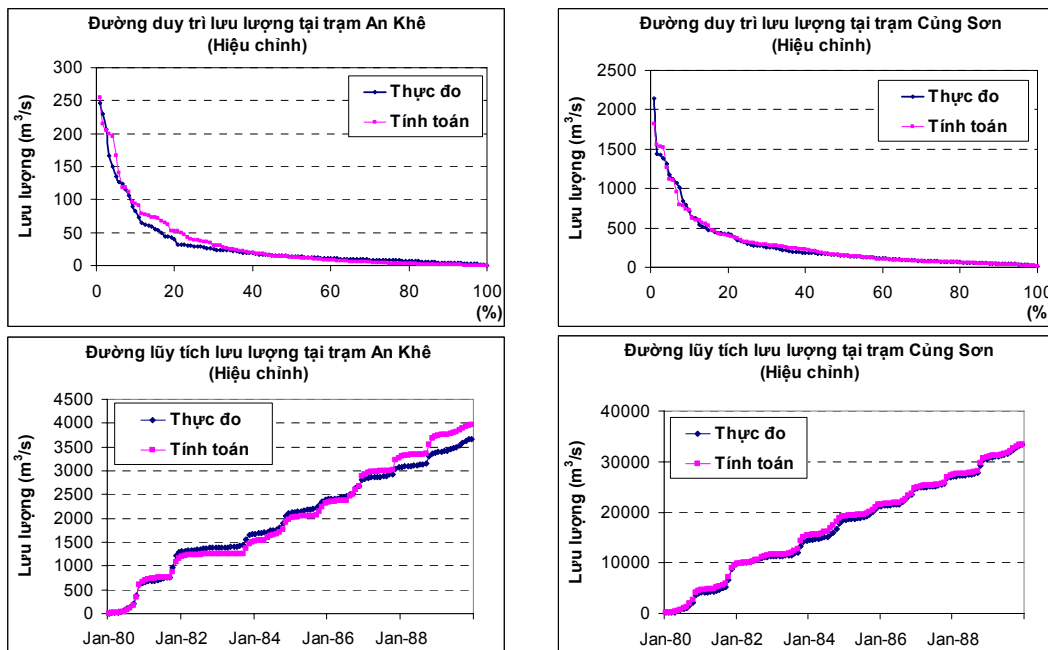 Đường duy trì lưu lượng tại trạm An Khê
(Hiệu chỉnh)
Lưu lượng (m³/s)
300
250
200
150
100
50
0
0 20 40 60 80 100
(%)
Thực đo
Tính toán
Đường duy trì lưu lượng tại trạm Củng Sơn
(Hiệu chỉnh)
Lưu lượng (m³/s)
2500
2000
1500
1000
500
0
0 20 40 60 80 100
(%)
Thực đo
Tính toán
Đường lũy tích lưu lượng tại trạm An Khê
(Hiệu chỉnh)
Lưu lượng (m³/s)
4500
4000
3500
3000
2500
2000
1500
1000
500
0
Jan-80 Jan-82 Jan-84 Jan-86 Jan-88
Thực đo
Tính toán
Đường lũy tích lưu lượng tại trạm Củng Sơn
(Hiệu chỉnh)
Lưu lượng (m³/s)
40000
30000
20000
10000
0
Jan-80 Jan-82 Jan-84 Jan-86 Jan-88
Thực đo
Tính toán